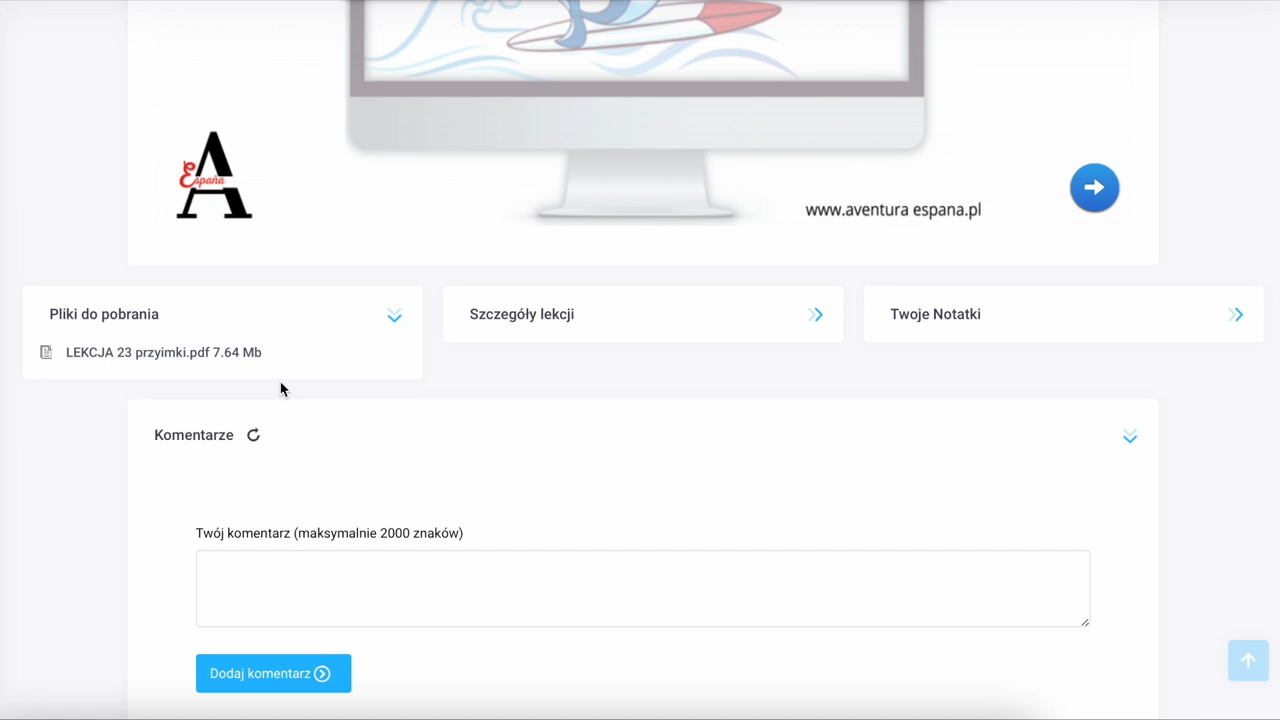 A
España
www.aventura espana.pl
Pliki do pobrania
LEKCJA 23 przyimki.pdf 7.64 Mb
Szczegóły lekcji
Twoje Notatki
Komentarze
Twój komentarz (maksymalnie 2000 znaków)
Dodaj komentarz